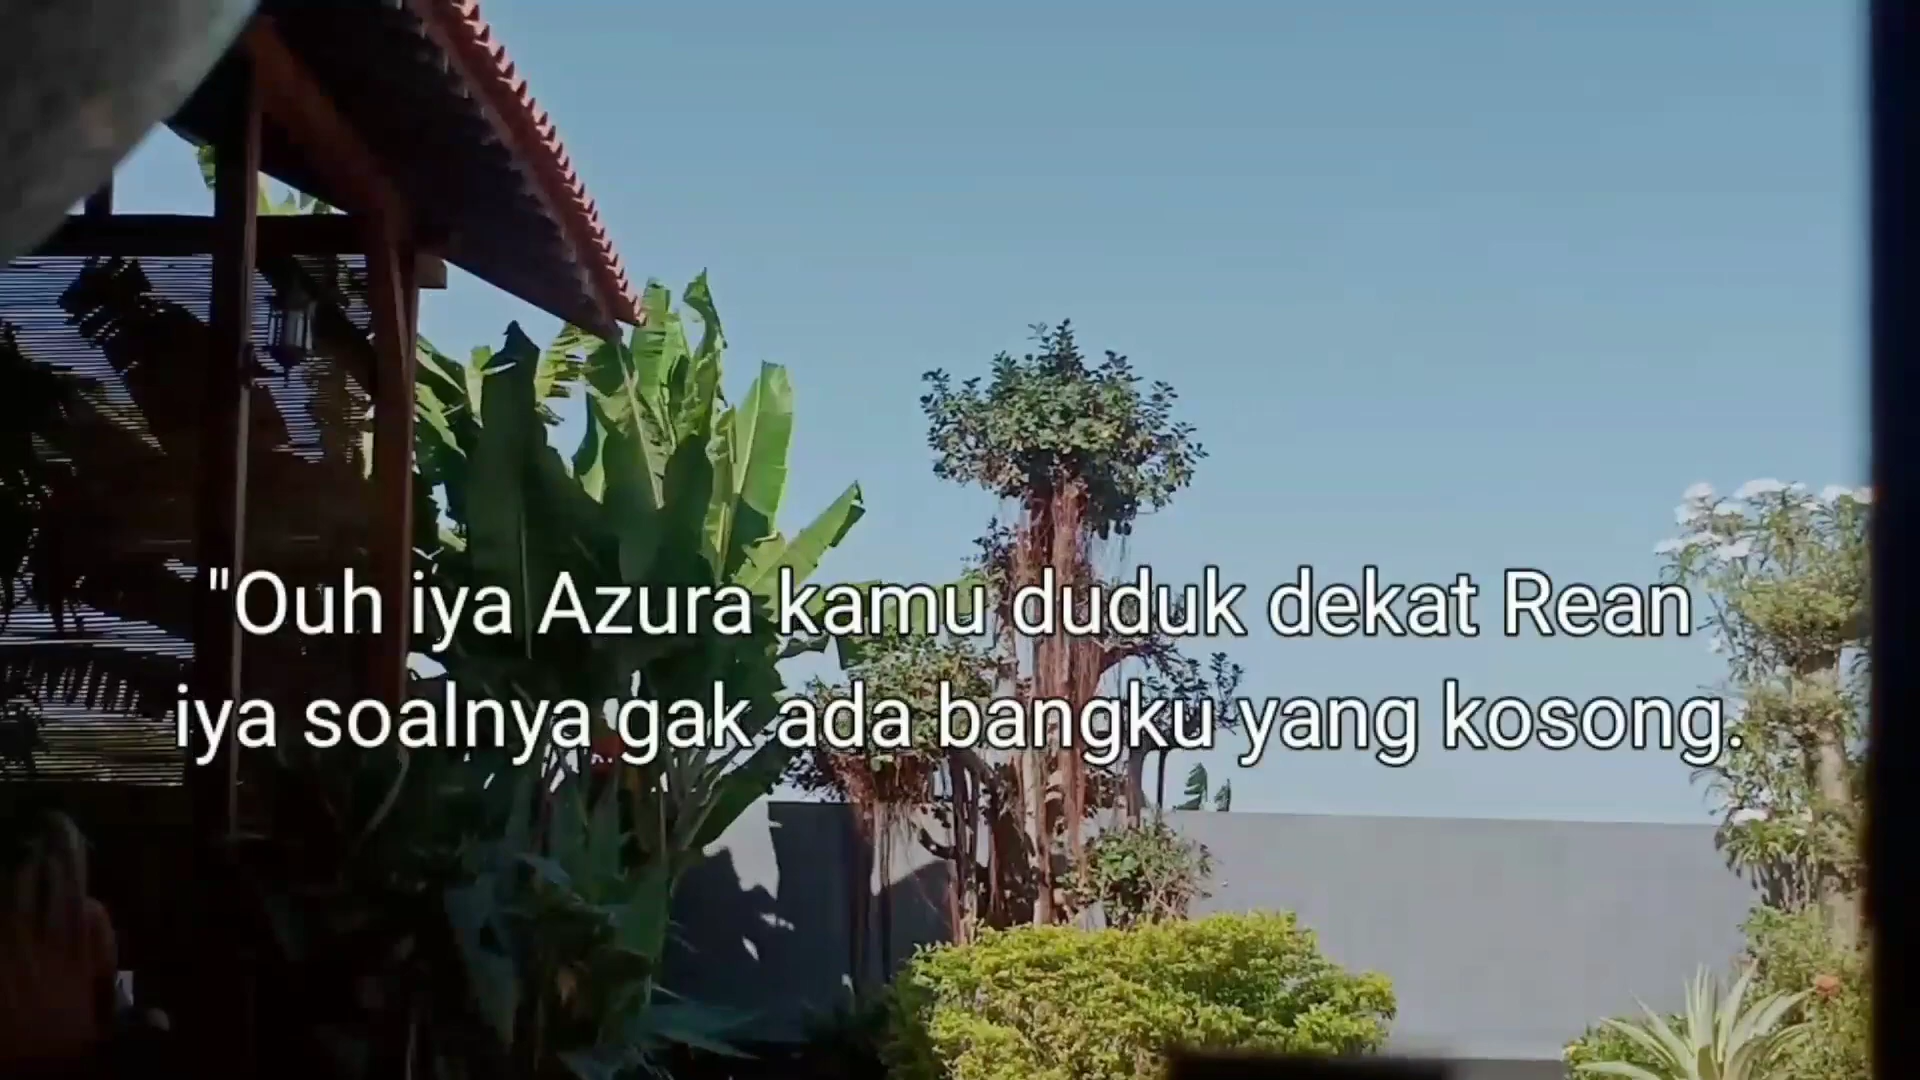 "Ouh iya Azura kamu duduk dekat Rean
iya soalnya gak ada bangku yang kosong.